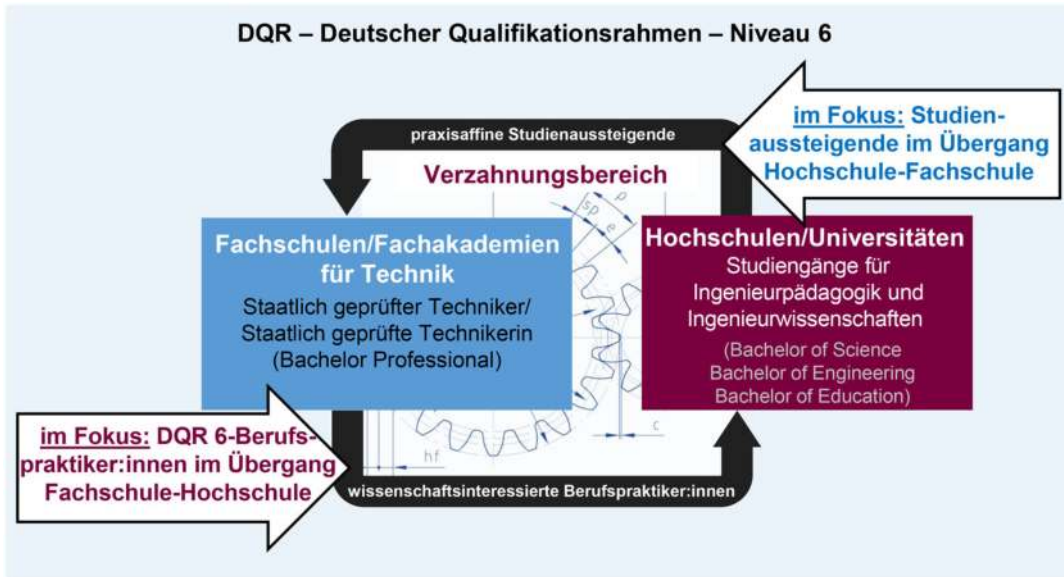 DQR – Deutscher Qualifikationsrahmen – Niveau 6
im Fokus: Studien-
aussteigende im Übergang
Hochschule-Fachschule
praxisaffine Studienaussteigende
Verzahnungsbereich
Fachschulen/Fachakademien
für Technik
Staatlich geprüfter Techniker/
Staatlich geprüfte Technikerin
(Bachelor Professional)
Hochschulen/Universitäten
Studiengänge für
Ingenieurpädagogik und
Ingenieurwissenschaften
(Bachelor of Science
Bachelor of Engineering
Bachelor of Education)
p
sp
e
c
hf
im Fokus: DQR 6-Berufs-
praktiker:innen im Übergang
Fachschule-Hochschule
wissenschaftsinteressierte Berufspraktiker:innen